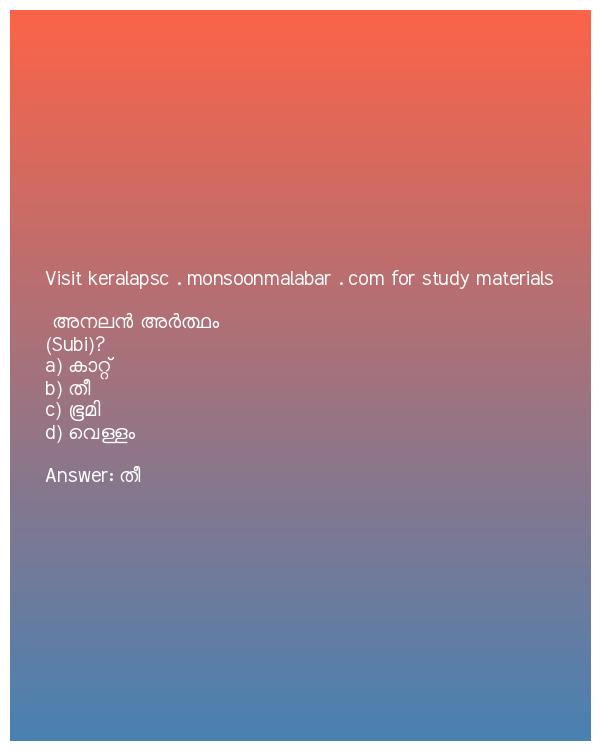 Visit keralapsc . monsoonmalabar . com for study materials
അനലൻ അർത്ഥം
(Subi)?
a) കാറ്റ്
b) തീ
c) ഭൂമി
d) വെള്ളം
Answer: തീ